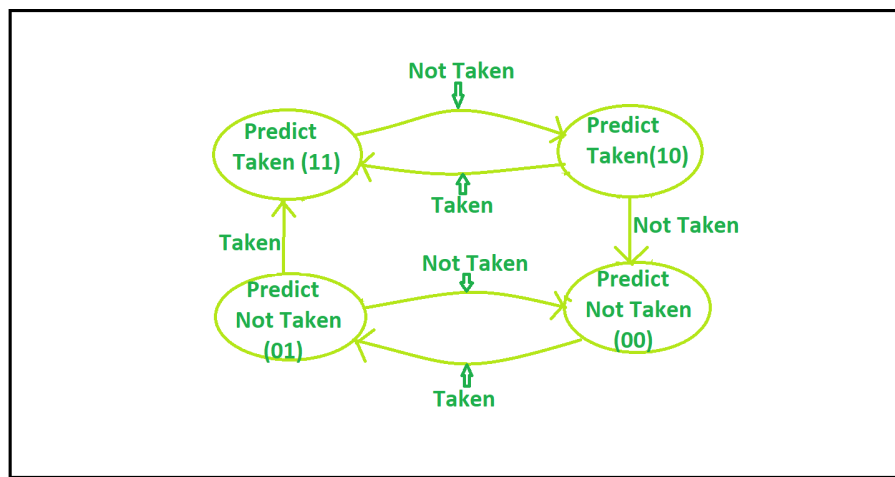 Not Taken
Predict
Taken (11)
Predict
Taken(10)
Taken
Taken
Not Taken
Not Taken
Predict
Not Taken
(01)
Predict
Not Taken
(00)
Taken